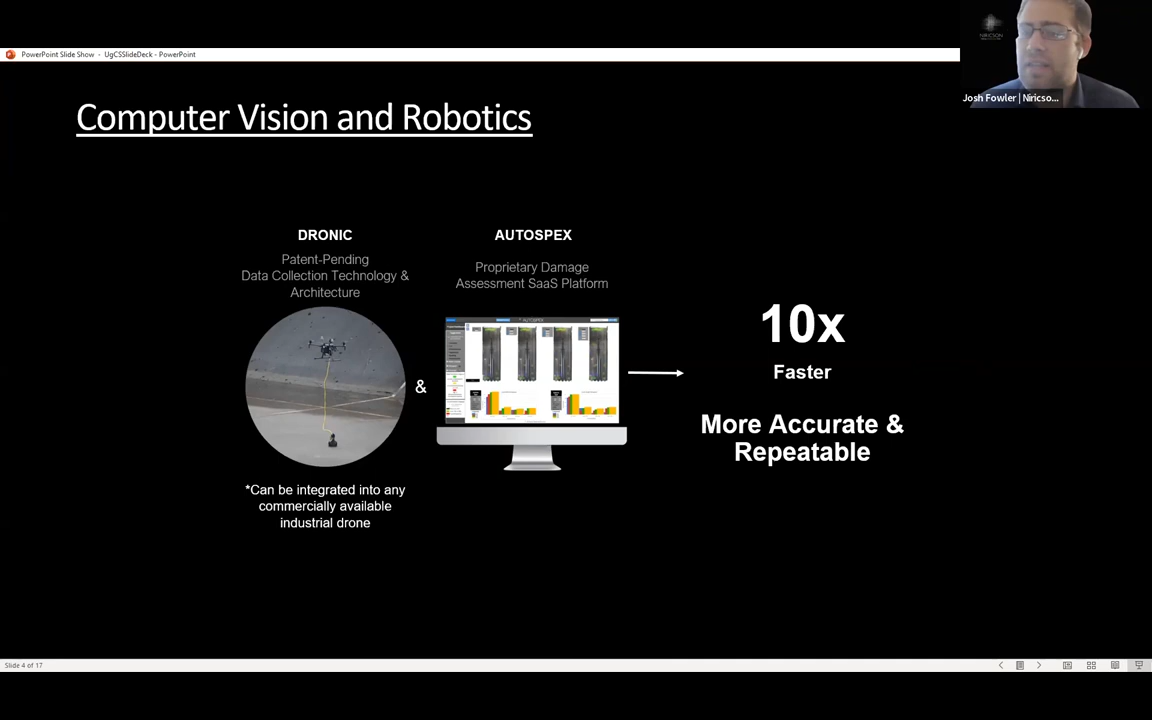 PowerPoint Slide Show - UgCSSlideDeck - PowerPoint
NIRICSON
Josh Fowler | Niricso...
Computer Vision and Robotics
DRONIC
Patent-Pending
Data Collection Technology &
Architecture
&
*Can be integrated into any
commercially available
industrial drone
AUTOSPEX
Proprietary Damage
Assessment SaaS Platform
AUTOSPEX
10x
Faster
More Accurate &
Repeatable
Slide 4 of 17